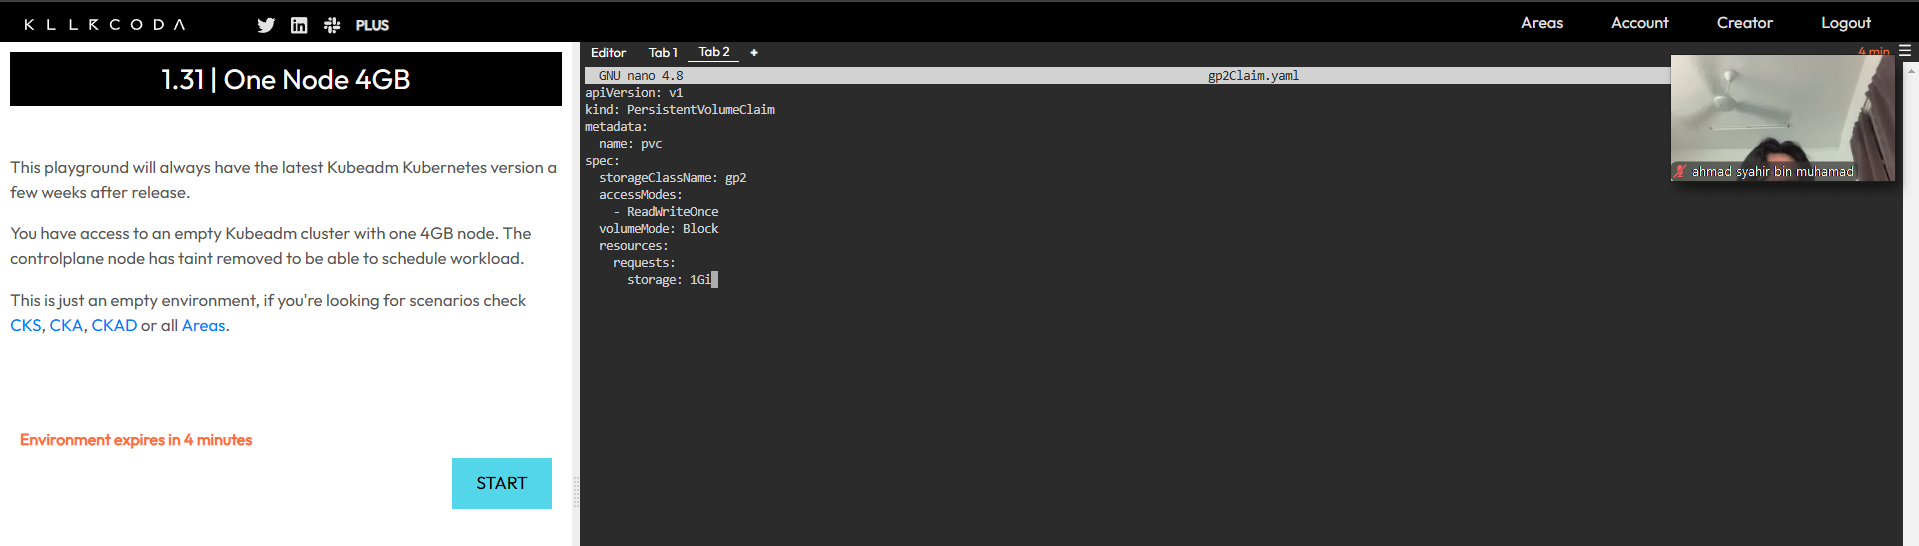 KILLERCODA
PLUS
Areas
Account
Creator
Logout
1.31 | One Node 4GB
This playground will always have the latest Kubeadm Kubernetes version a
few weeks after release.
You have access to an empty Kubeadm cluster with one 4GB node. The
controlplane node has taint removed to be able to schedule workload.
This is just an empty environment, if you're looking for scenarios check
CKS, CKA, CKAD or all Areas.
Environment expires in 4 minutes
START
Editor
Tab 1
Tab 2
+
4 min
GNU nano 4.8
gp2Claim.yaml
apiVersion: v1
kind: PersistentVolumeClaim
metadata:
  name: pvc
spec:
  storageClassName: gp2
  accessModes:
    - ReadWriteOnce
  volumeMode: Block
  resources:
    requests:
      storage: 1Gi
ahmad syahir bin muhamad